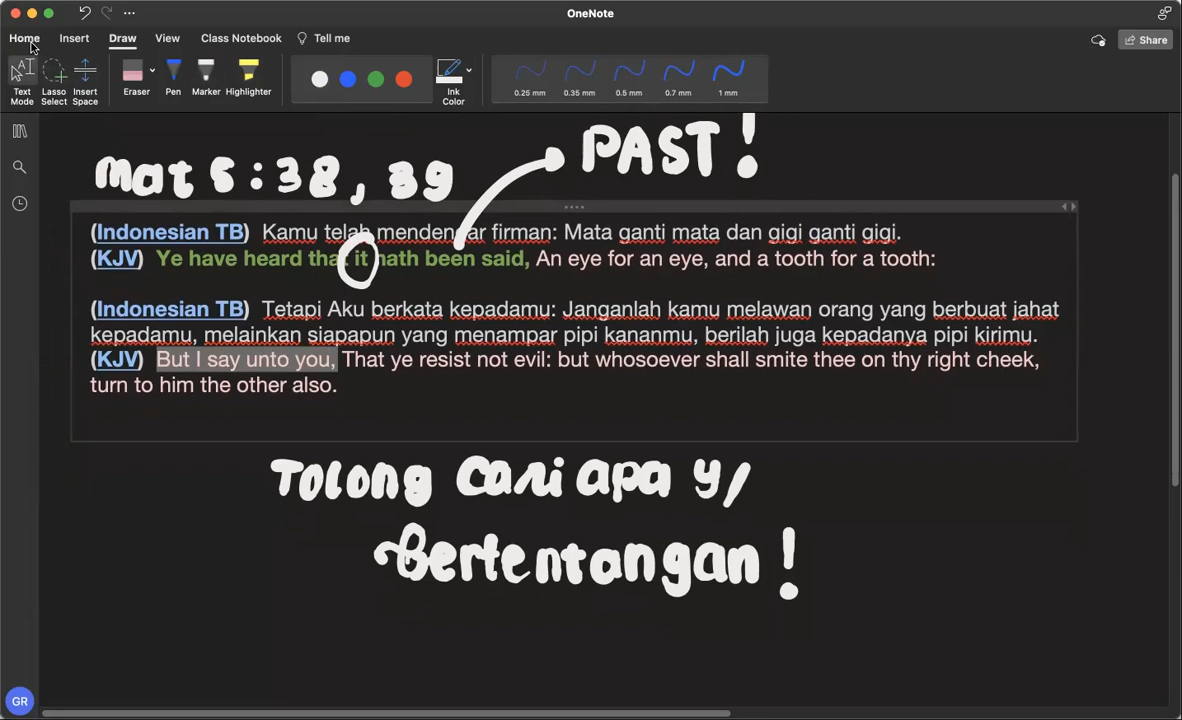 OneNote
Home Insert Draw View Class Notebook Tell me
Share
Text Mode
Lasso Select
Insert Space
Eraser
Pen
Marker
Highlighter
Ink Color
0.25 mm 0.35 mm 0.5 mm 0.7 mm 1 mm
PAST!
mat 5:38, 39
(Indonesian TB) Kamu telah mendengar firman: Mata ganti mata dan gigi ganti gigi.
(KJV) Ye have heard that it hath been said, An eye for an eye, and a tooth for a tooth:
(Indonesian TB) Tetapi Aku berkata kepadamu: Janganlah kamu melawan orang yang berbuat jahat
kepadamu, melainkan siapapun yang menampar pipi kananmu, berilah juga kepadanya pipi kirimu.
(KJV) But I say unto you, That ye resist not evil: but whosoever shall smite thee on thy right cheek,
turn to him the other also.
Tolong cari apa y/
Bertentangan!
GR